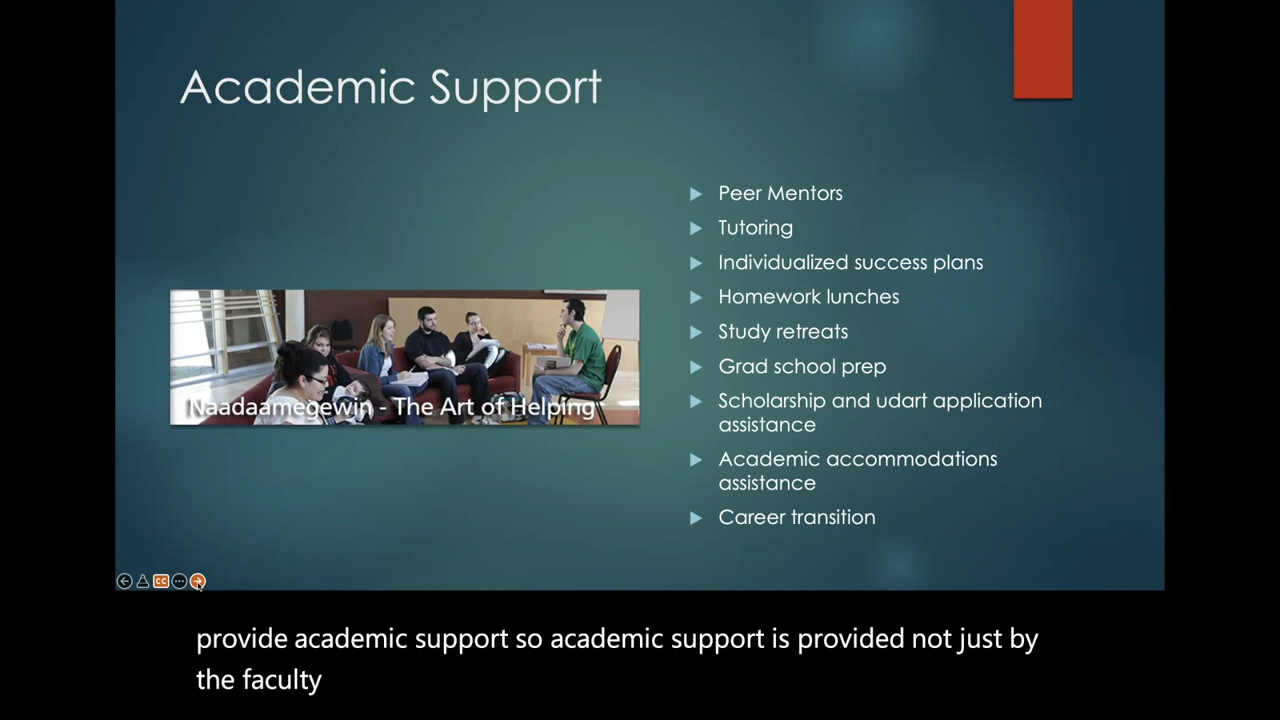 Academic Support
Peer Mentors
Tutoring
Individualized success plans
Homework lunches
Study retreats
Grad school prep
Scholarship and udart application
assistance
Academic accommodations
assistance
Career transition
Naadaamegewin - The Art of Helping
CC
provide academic support so academic support is provided not just by
the faculty